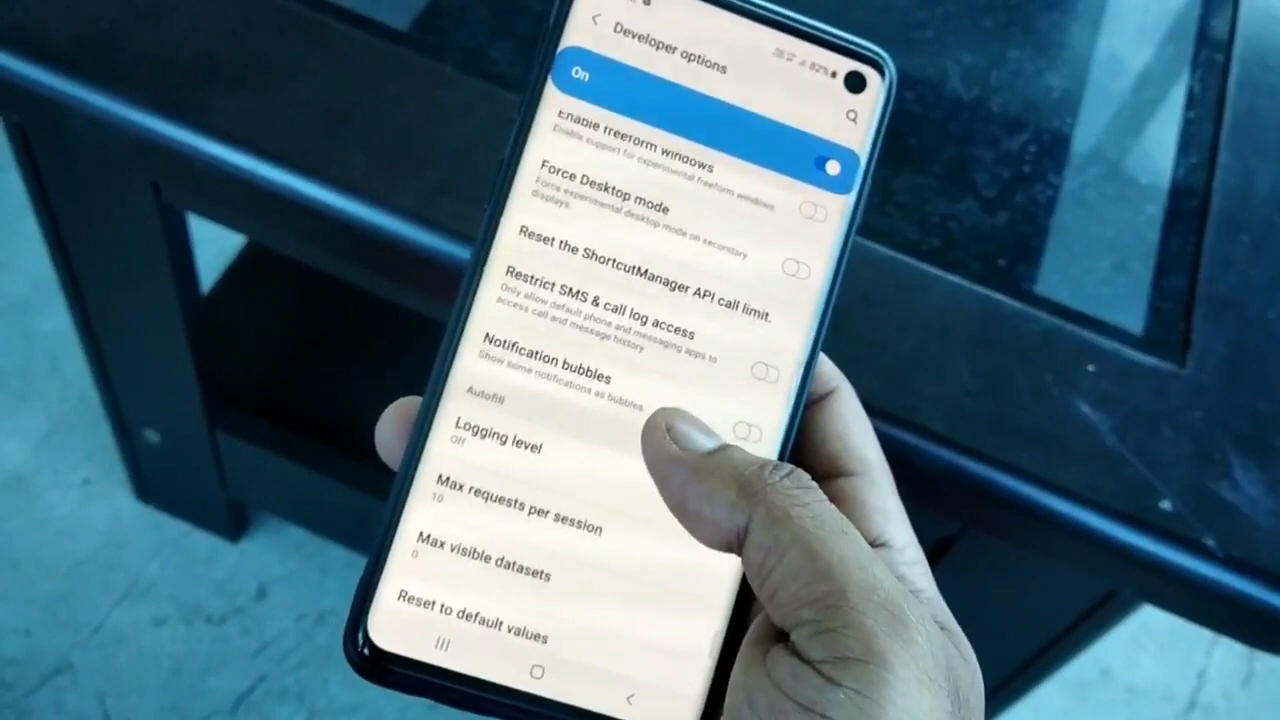 Developer options
82%
On
Enable freeform windows
Enable support for experimental freeform windows.
Force Desktop mode
Force experimental desktop mode on secondary
displays.
Reset the ShortcutManager API call limit.
Restrict SMS & call log access
Only allow default phone and messaging apps to
access call and message history
Notification bubbles
Show some notifications as bubbles.
Autofill
Logging level
Off
Max requests per session
10
Max visible datasets
0
Reset to default values